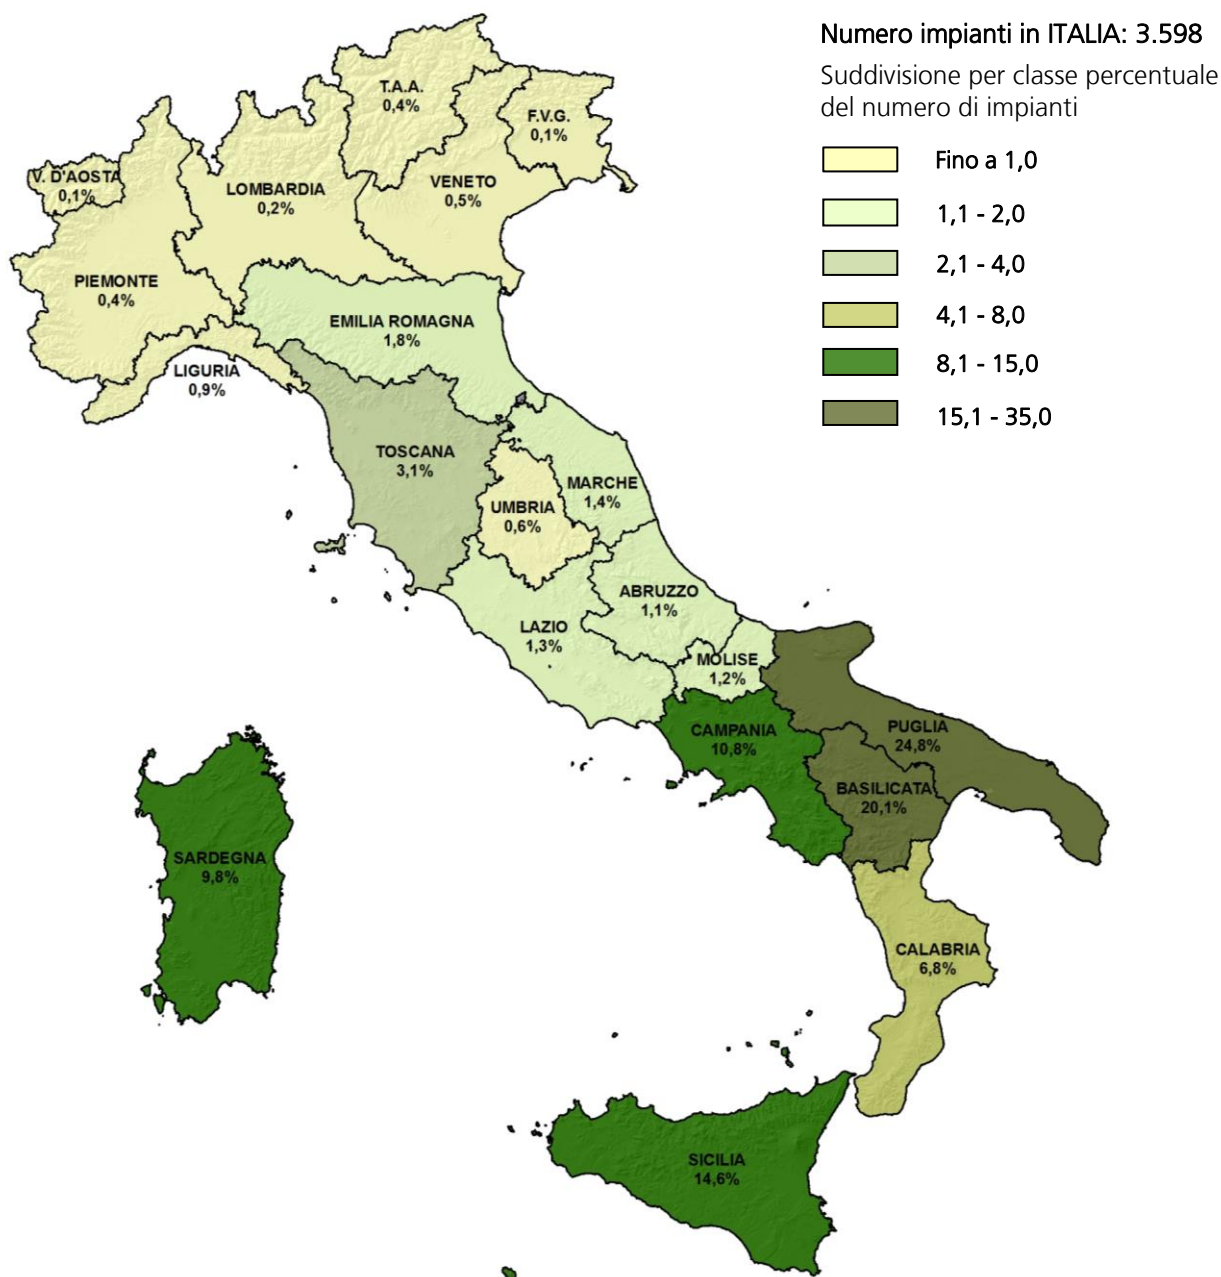 Numero impianti in ITALIA: 3.598
Suddivisione per classe percentuale
del numero di impianti
Fino a 1,0
1,1 - 2,0
2,1 - 4,0
4,1 - 8,0
8,1 - 15,0
15,1 - 35,0
T.A.A.
0,4%
F.V.G.
0,1%
V. D'AOSTA
0,1%
LOMBARDIA
0,2%
VENETO
0,5%
PIEMONTE
0,4%
EMILIA ROMAGNA
1,8%
LIGURIA
0,9%
TOSCANA
3,1%
MARCHE
1,4%
UMBRIA
0,6%
ABRUZZO
1,1%
LAZIO
1,3%
MOLISE
1,2%
CAMPANIA
10,8%
PUGLIA
24,8%
BASILICATA
20,1%
SARDEGNA
9,8%
CALABRIA
6,8%
SICILIA
14,6%